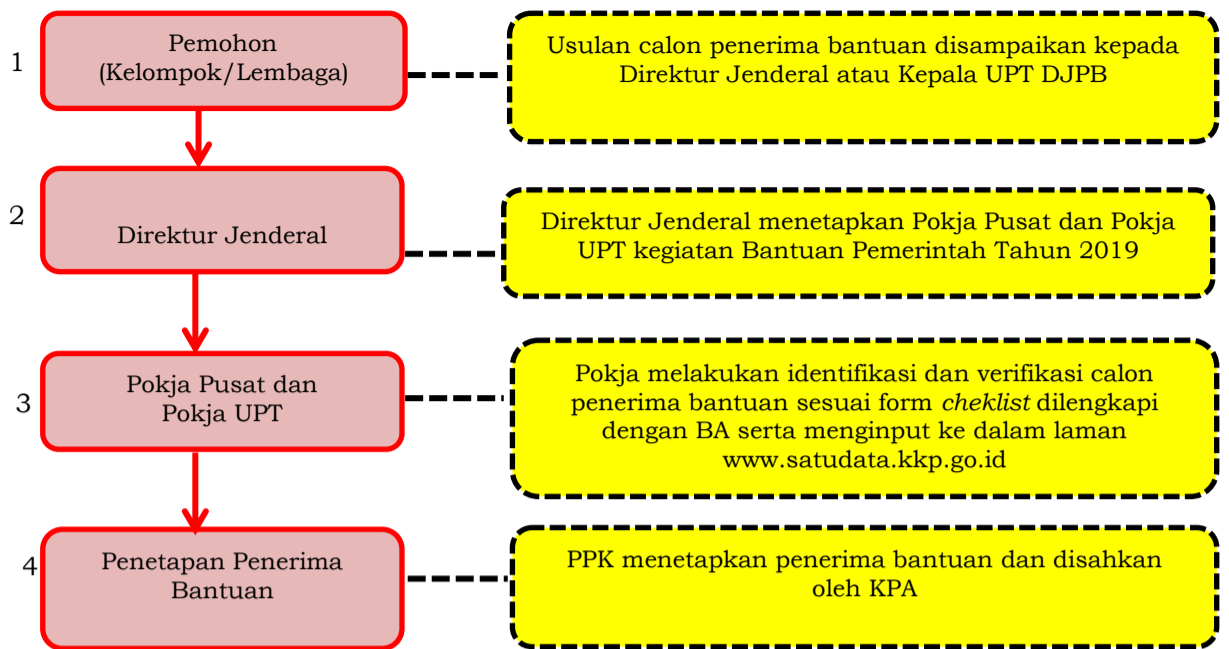 1
Pemohon
(Kelompok/Lembaga)
Usulan calon penerima bantuan disampaikan kepada
Direktur Jenderal atau Kepala UPT DJPB
2
Direktur Jenderal
Direktur Jenderal menetapkan Pokja Pusat dan Pokja
UPT kegiatan Bantuan Pemerintah Tahun 2019
3
Pokja Pusat dan
Pokja UPT
Pokja melakukan identifikasi dan verifikasi calon
penerima bantuan sesuai form cheklist dilengkapi
dengan BA serta menginput ke dalam laman
www.satudata.kkp.go.id
4
Penetapan Penerima
Bantuan
PPK menetapkan penerima bantuan dan disahkan
oleh KPA